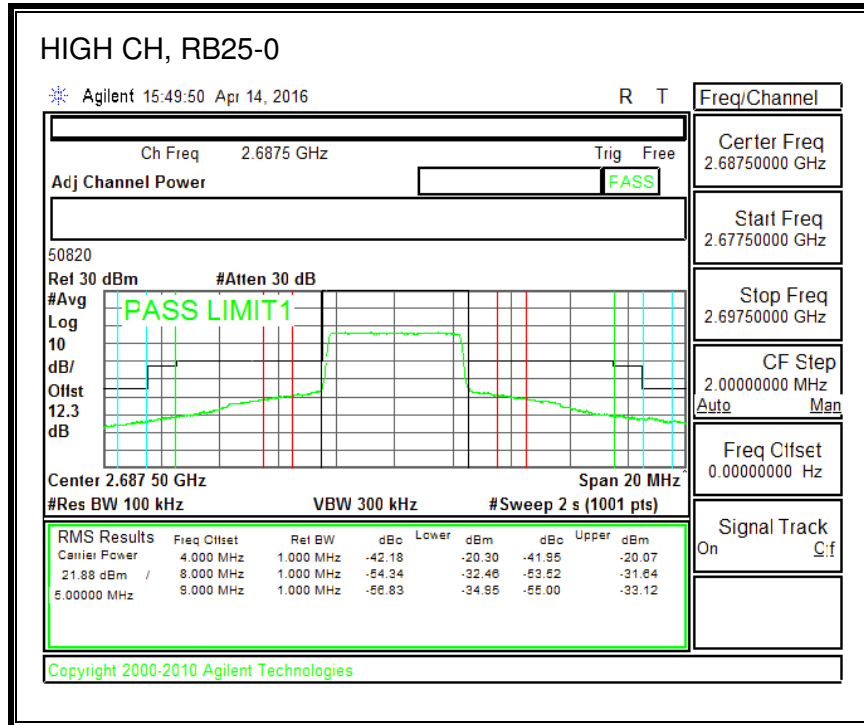 HIGH CH, RB25-0
Agilent 15:49:50 Apr 14, 2016 R T
Freq/Channel
Ch Freq 2.6875 GHz Trig Free
Adj Channel Power PASS
Center Freq
2.68750000 GHz
Start Freq
2.67750000 GHz
Stop Freq
2.69750000 GHz
CF Step
2.00000000 MHz
Auto Man
Freq Offset
0.00000000 Hz
Signal Track
On Off
50820
Ref 30 dBm #Atten 30 dB
#Avg
Log
10
dB/
Offst
12.3
dB
PASS LIMIT1
Center 2.687 50 GHz Span 20 MHz
#Res BW 100 kHz VBW 300 kHz #Sweep 2 s (1001 pts)
RMS Results Freq Offset Ref BW dBc Lower dBm dBc Upper dBm
Carrier Power 4.000 MHz 1.000 MHz -42.18 -20.30 -41.95 -20.07
21.88 dBm / 8.000 MHz 1.000 MHz -54.34 -32.46 -53.52 -31.64
5.00000 MHz 9.000 MHz 1.000 MHz -56.83 -34.95 -55.00 -33.12
Copyright 2000-2010 Agilent Technologies